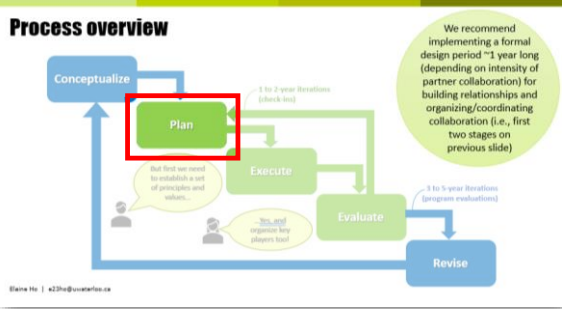 Process overview
We recommend
implementing a formal
design period ~1 year long
(depending on intensity of
partner collaboration) for
building relationships and
organizing/coordinating
collaboration (i.e., first
two stages on
previous slide)
Conceptualize
1 to 2-year iterations
(check-ins)
Plan
But first we need
to establish a set
of principles and
values...
Execute
Yes, and
organize key
players too!
Evaluate
3 to 5-year iterations
(program evaluations)
Revise
Elaine Ho | e23ho@uwaterloo.ca